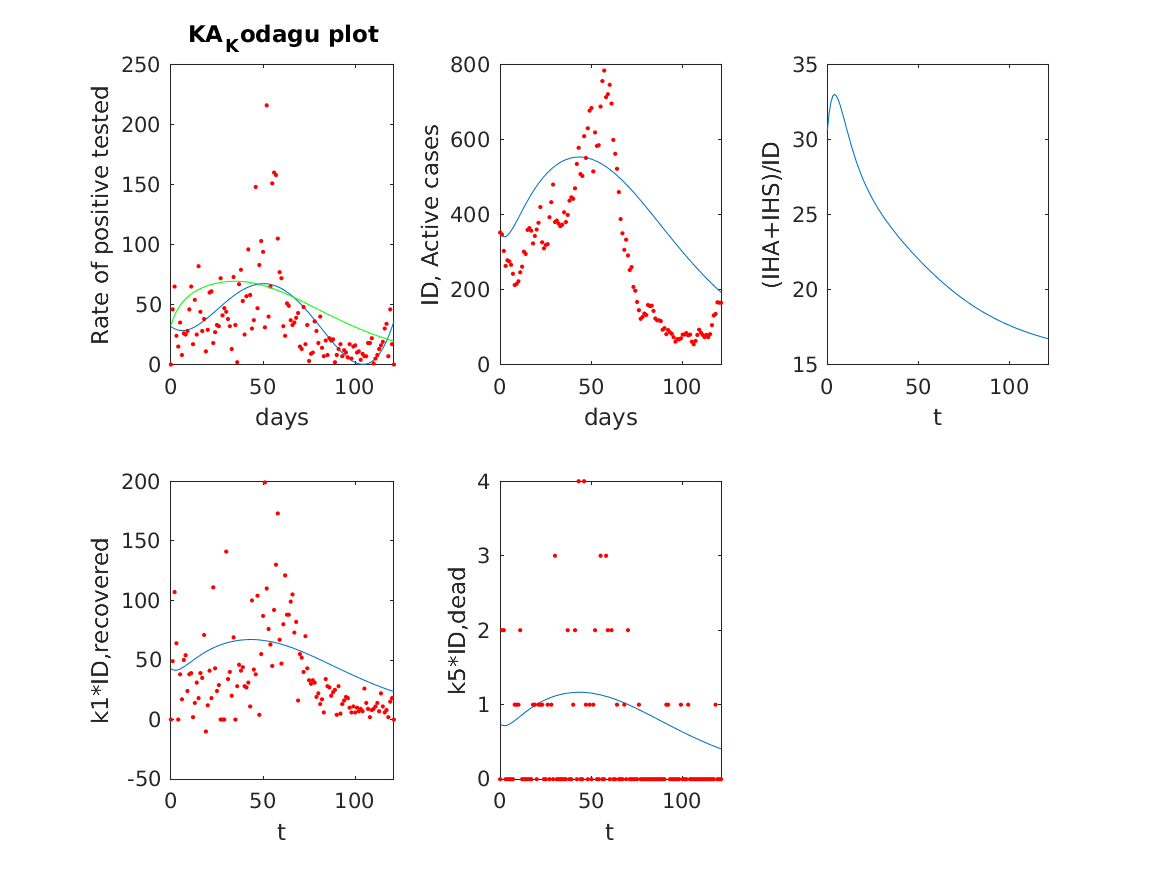 KA_Kodagu plot
250
200
150
100
50
0
Rate of positive tested
0 50 100
days
800
600
400
200
0
ID, Active cases
0 50 100
days
35
30
25
20
15
(IHA+IHS)/ID
0 50 100
t
200
150
100
50
0
-50
k1*ID,recovered
0 50 100
t
4
3
2
1
0
k5*ID,dead
0 50 100
t